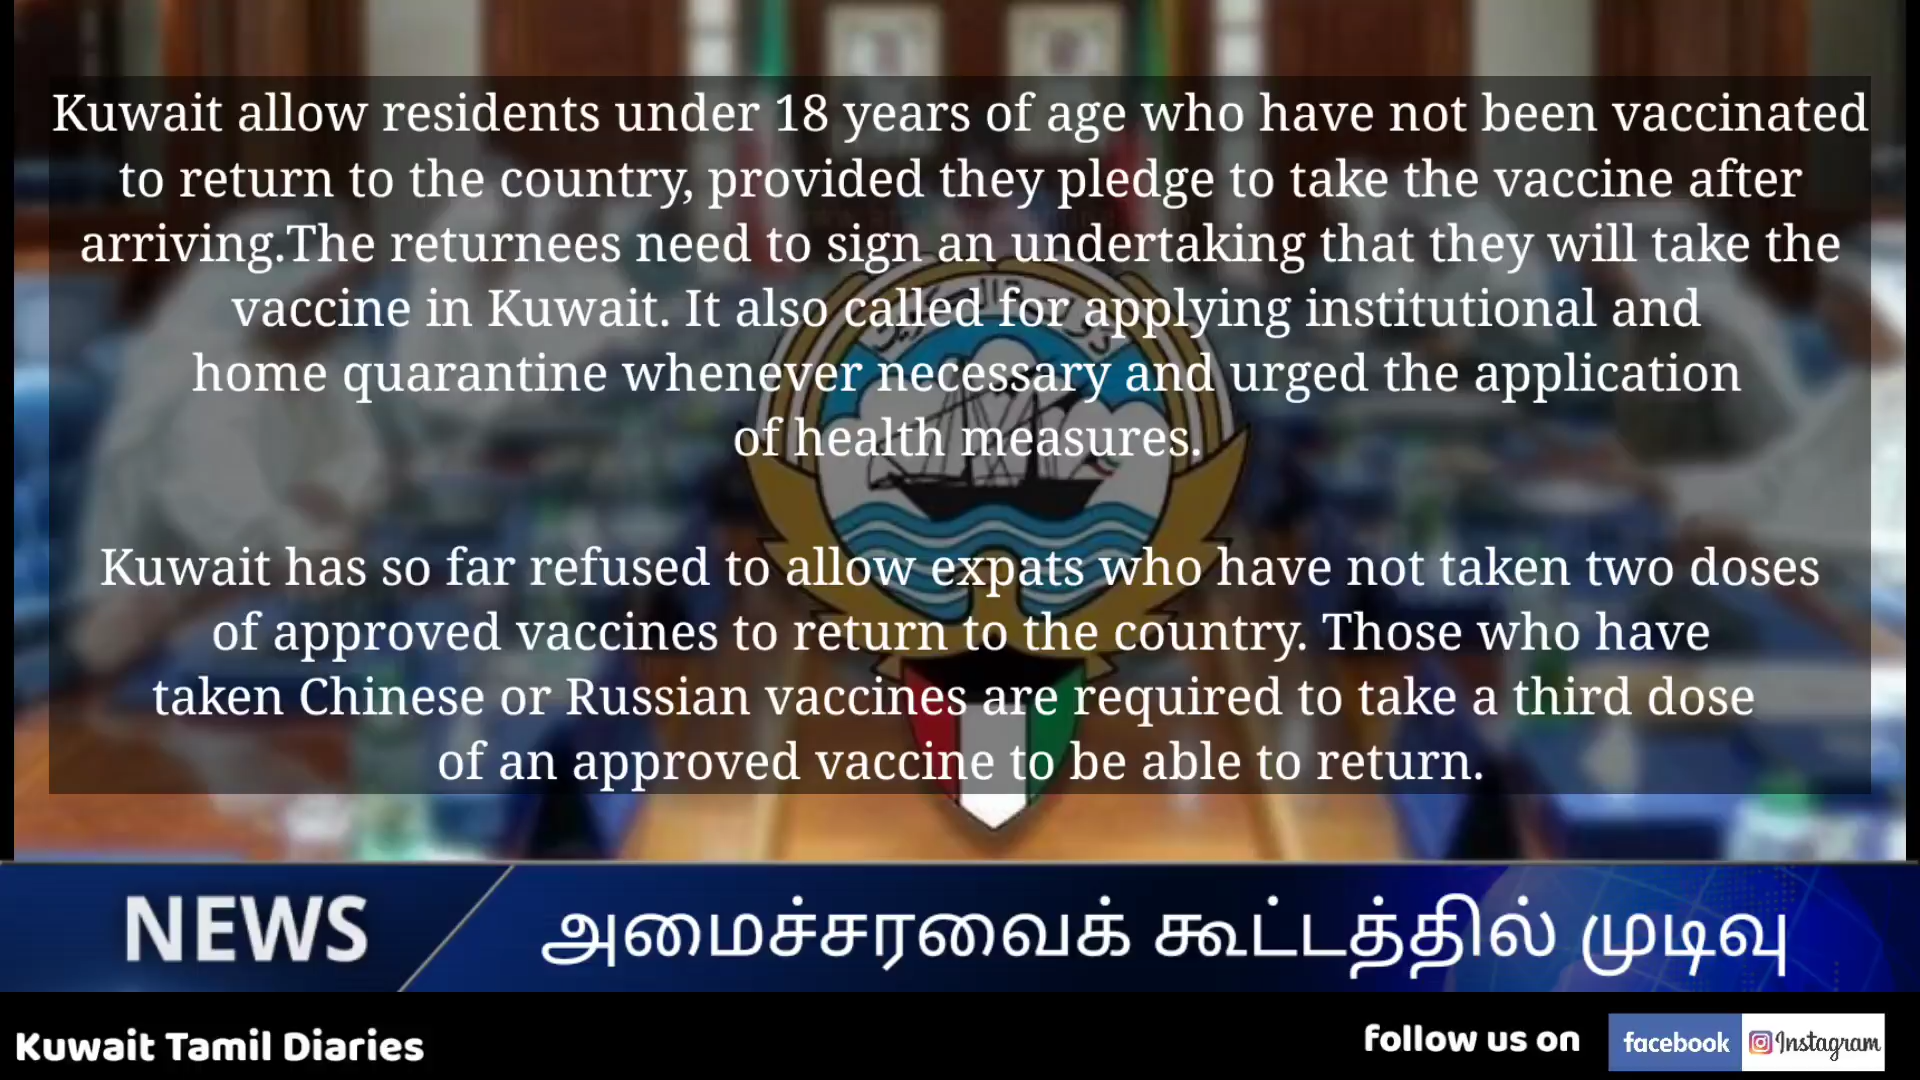 Kuwait allow residents under 18 years of age who have not been vaccinated
to return to the country, provided they pledge to take the vaccine after
arriving.The returnees need to sign an undertaking that they will take the
vaccine in Kuwait. It also called for applying institutional and
home quarantine whenever necessary and urged the application
of health measures.
Kuwait has so far refused to allow expats who have not taken two doses
of approved vaccines to return to the country. Those who have
taken Chinese or Russian vaccines are required to take a third dose
of an approved vaccine to be able to return.
NEWS
அமைச்சரவைக் கூட்டத்தில் முடிவு
Kuwait Tamil Diaries
follow us on
facebook
Instagram